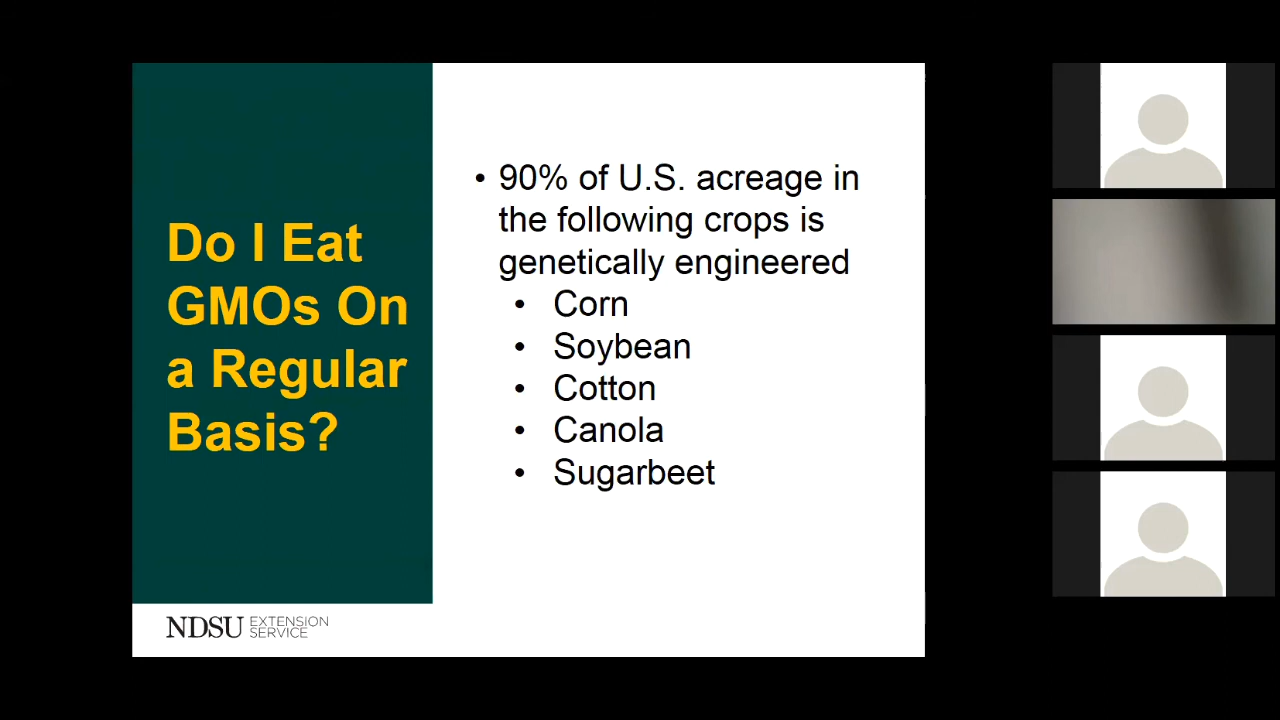 Do I Eat
GMOs On
a Regular
Basis?
• 90% of U.S. acreage in
the following crops is
genetically engineered
• Corn
• Soybean
• Cotton
• Canola
• Sugarbeet
NDSU EXTENSION
SERVICE